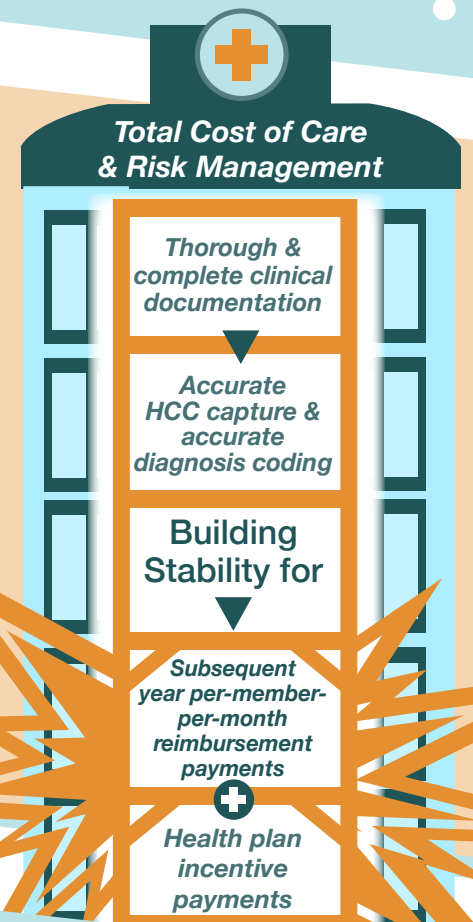 Total Cost of Care
& Risk Management
Thorough &
complete clinical
documentation
Accurate
HCC capture &
accurate
diagnosis coding
Building
Stability for
Subsequent
year per-member-
per-month
reimbursement
payments
Health plan
incentive
payments